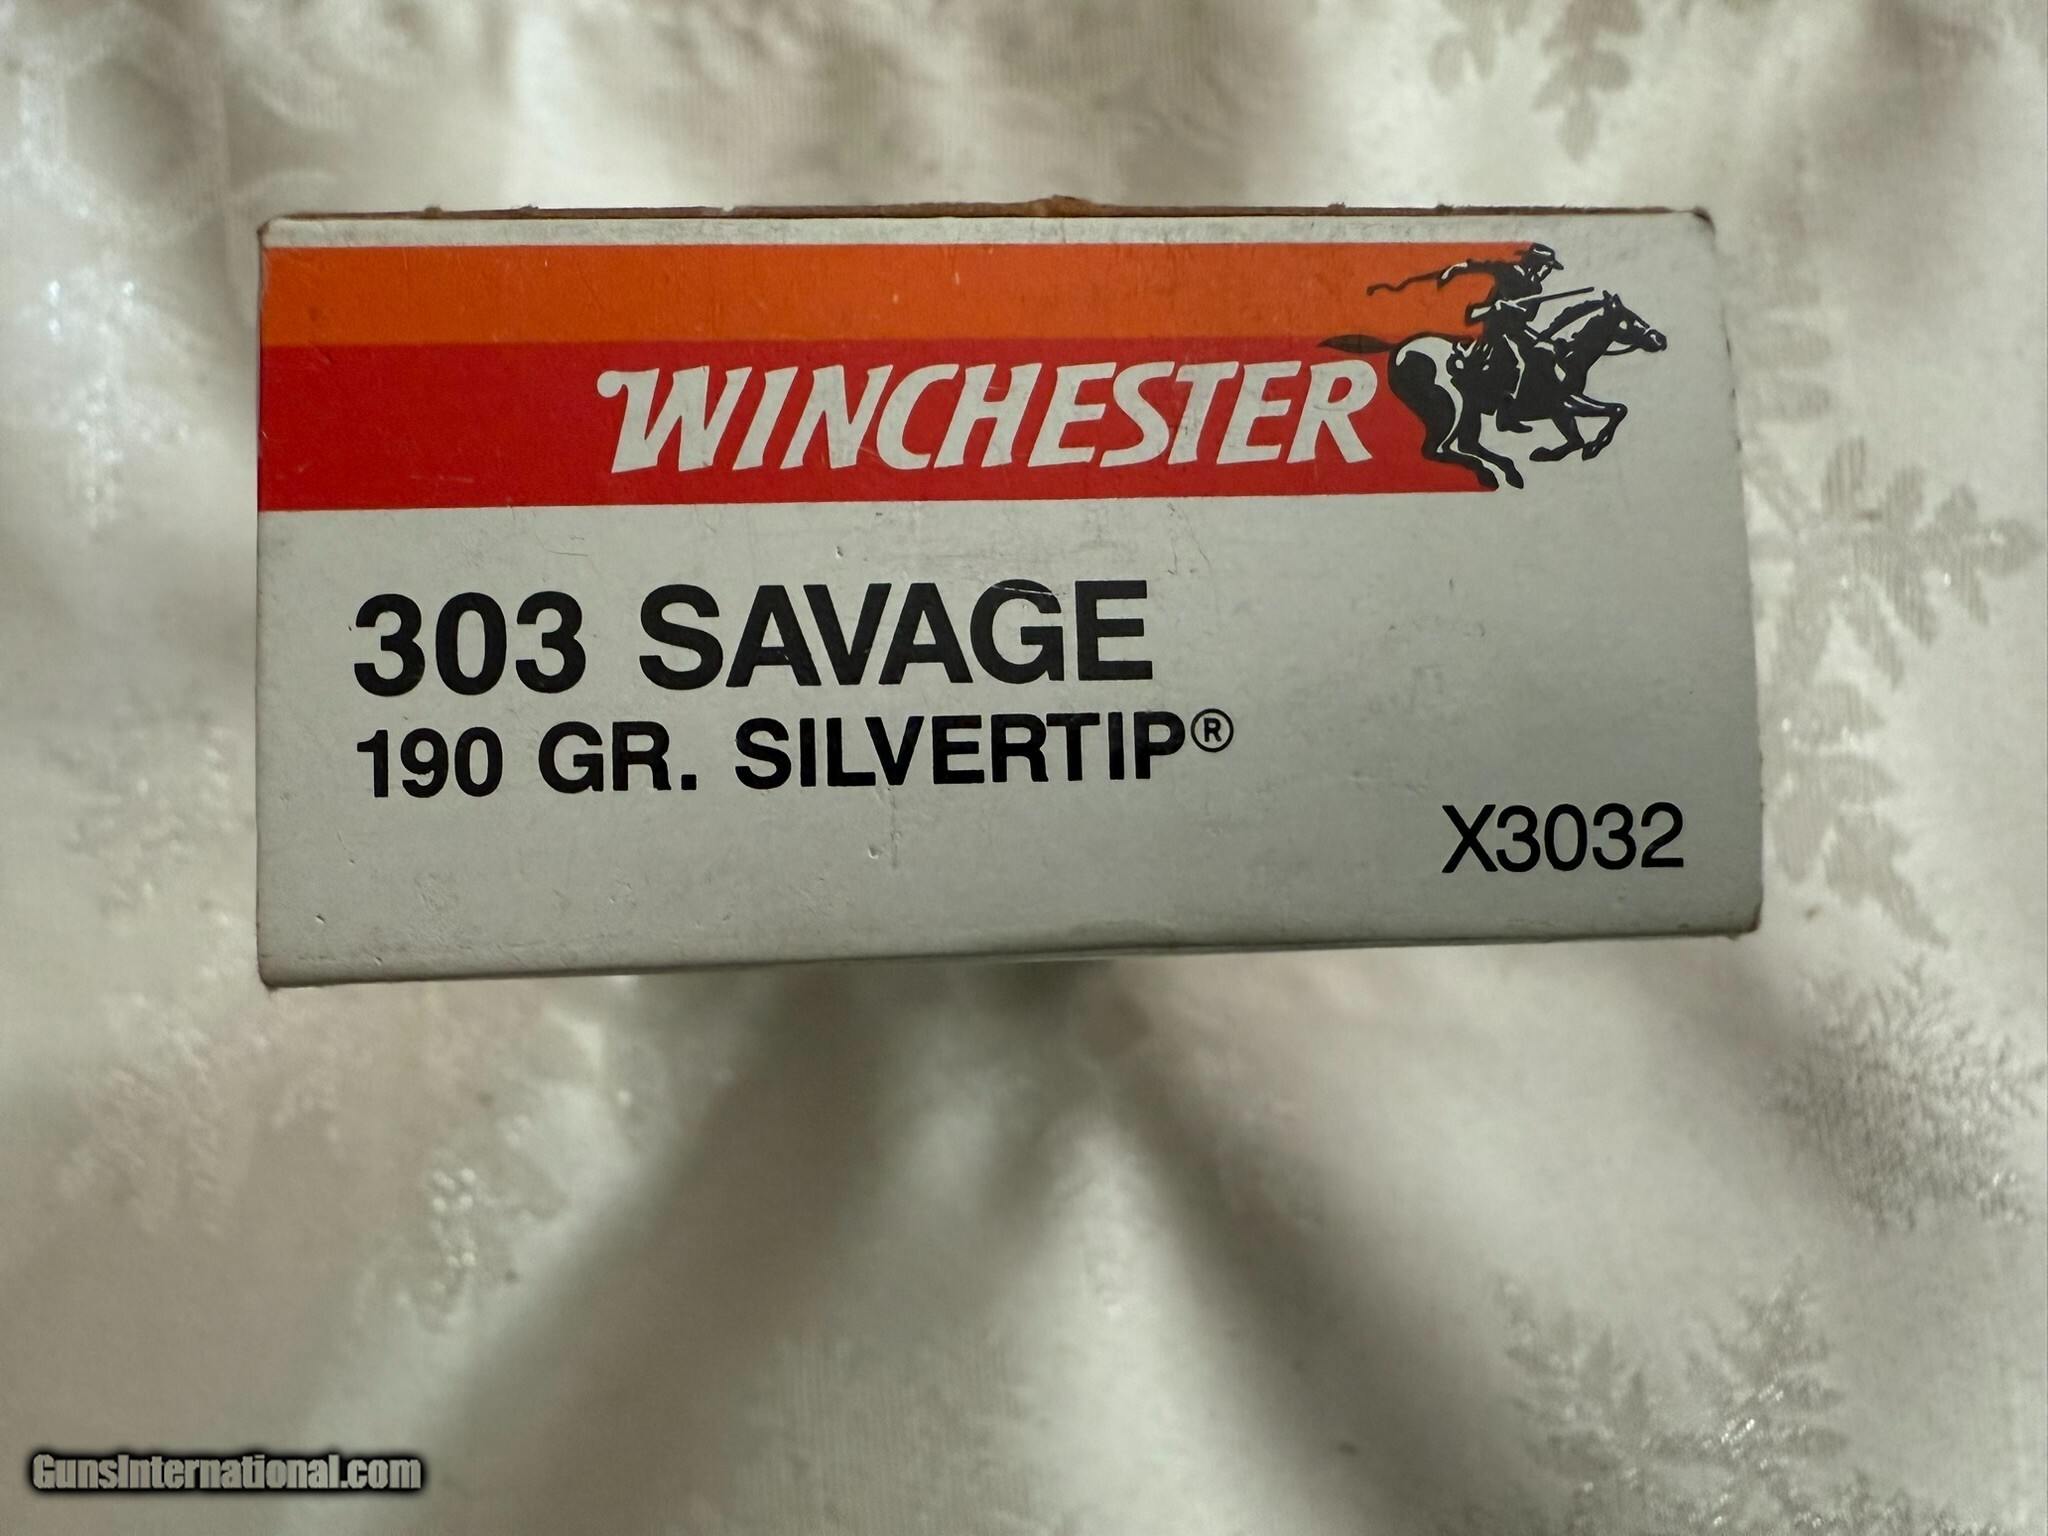 WINCHESTER
303 SAVAGE
190 GR. SILVERTIP®
X3032
GunsInternational.com